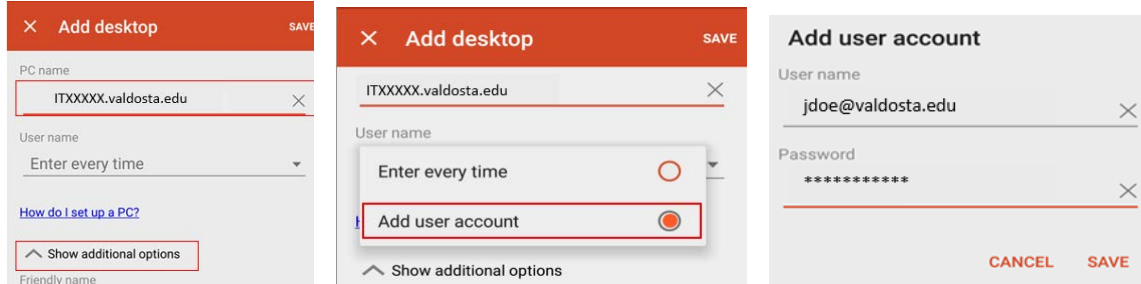 Add desktop
SAVE
PC name
ITXXXXX.valdosta.edu
User name
Enter every time
How do I set up a PC?
Show additional options
Friendly name
Add desktop
SAVE
ITXXXXX.valdosta.edu
User name
Enter every time
Add user account
Show additional options
Add user account
User name
jdoe@valdosta.edu
Password
***********
CANCEL
SAVE